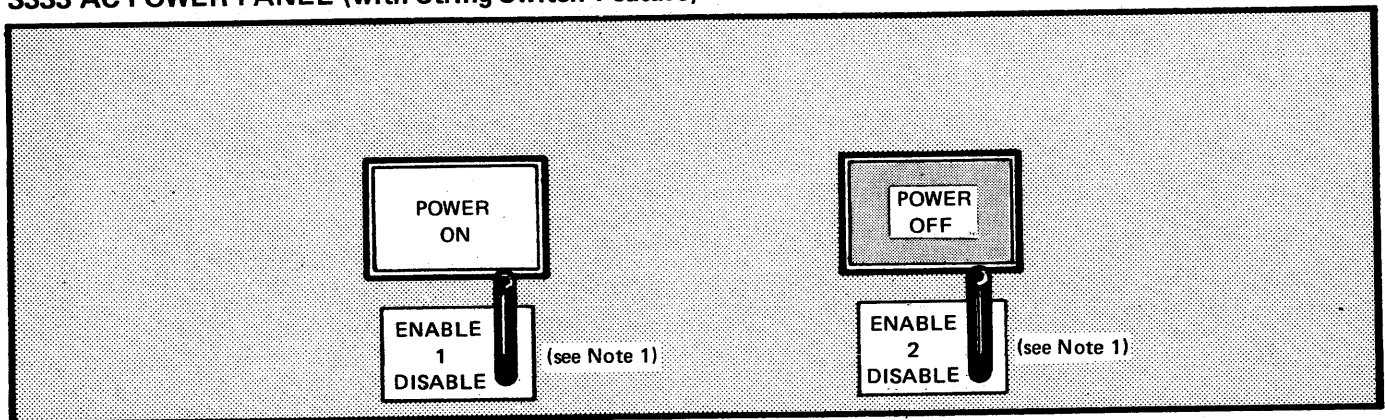 3333 AC POWER PANEL (with String Switch Feature)
POWER
ON
POWER
OFF
ENABLE
1
DISABLE
(see Note 1)
ENABLE
2
DISABLE
(see Note 1)